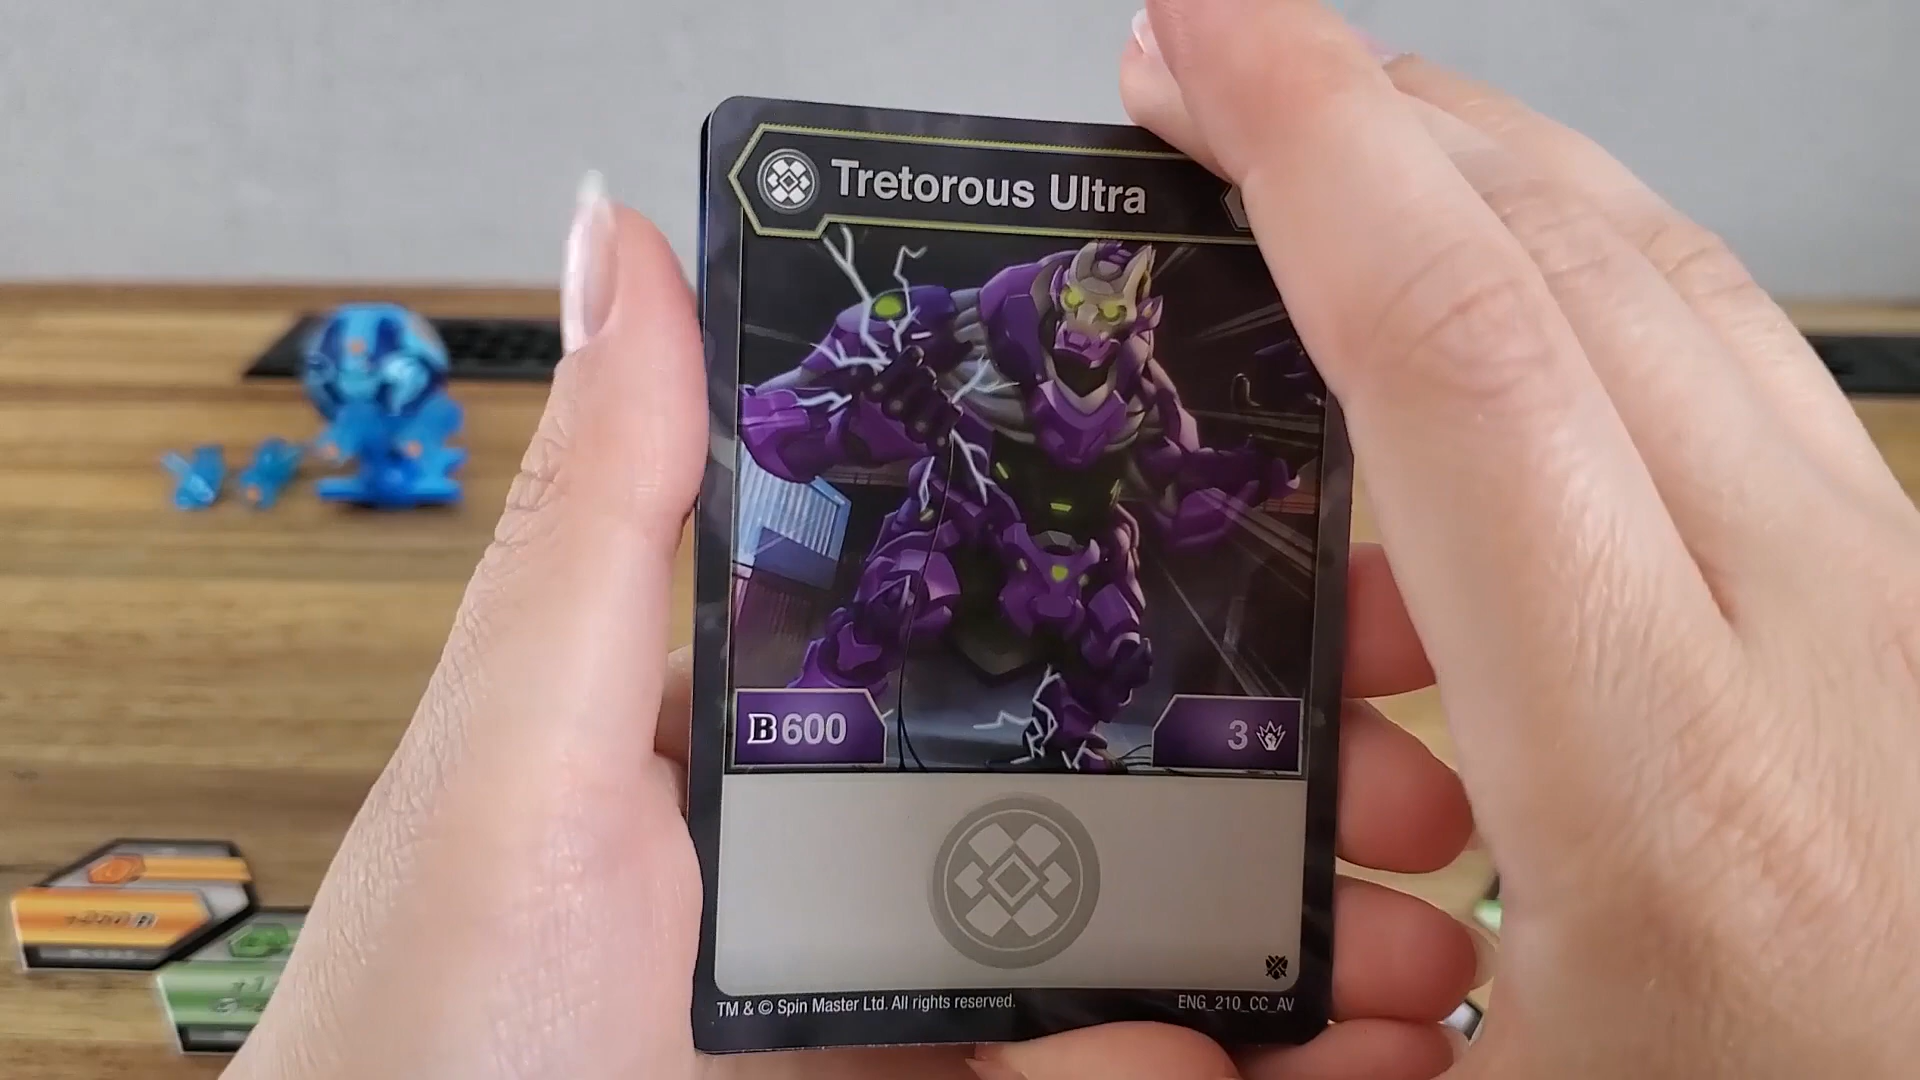 Tretorous Ultra
B600
3
TM & © Spin Master Ltd. All rights reserved.
ENG_210_CC_AV